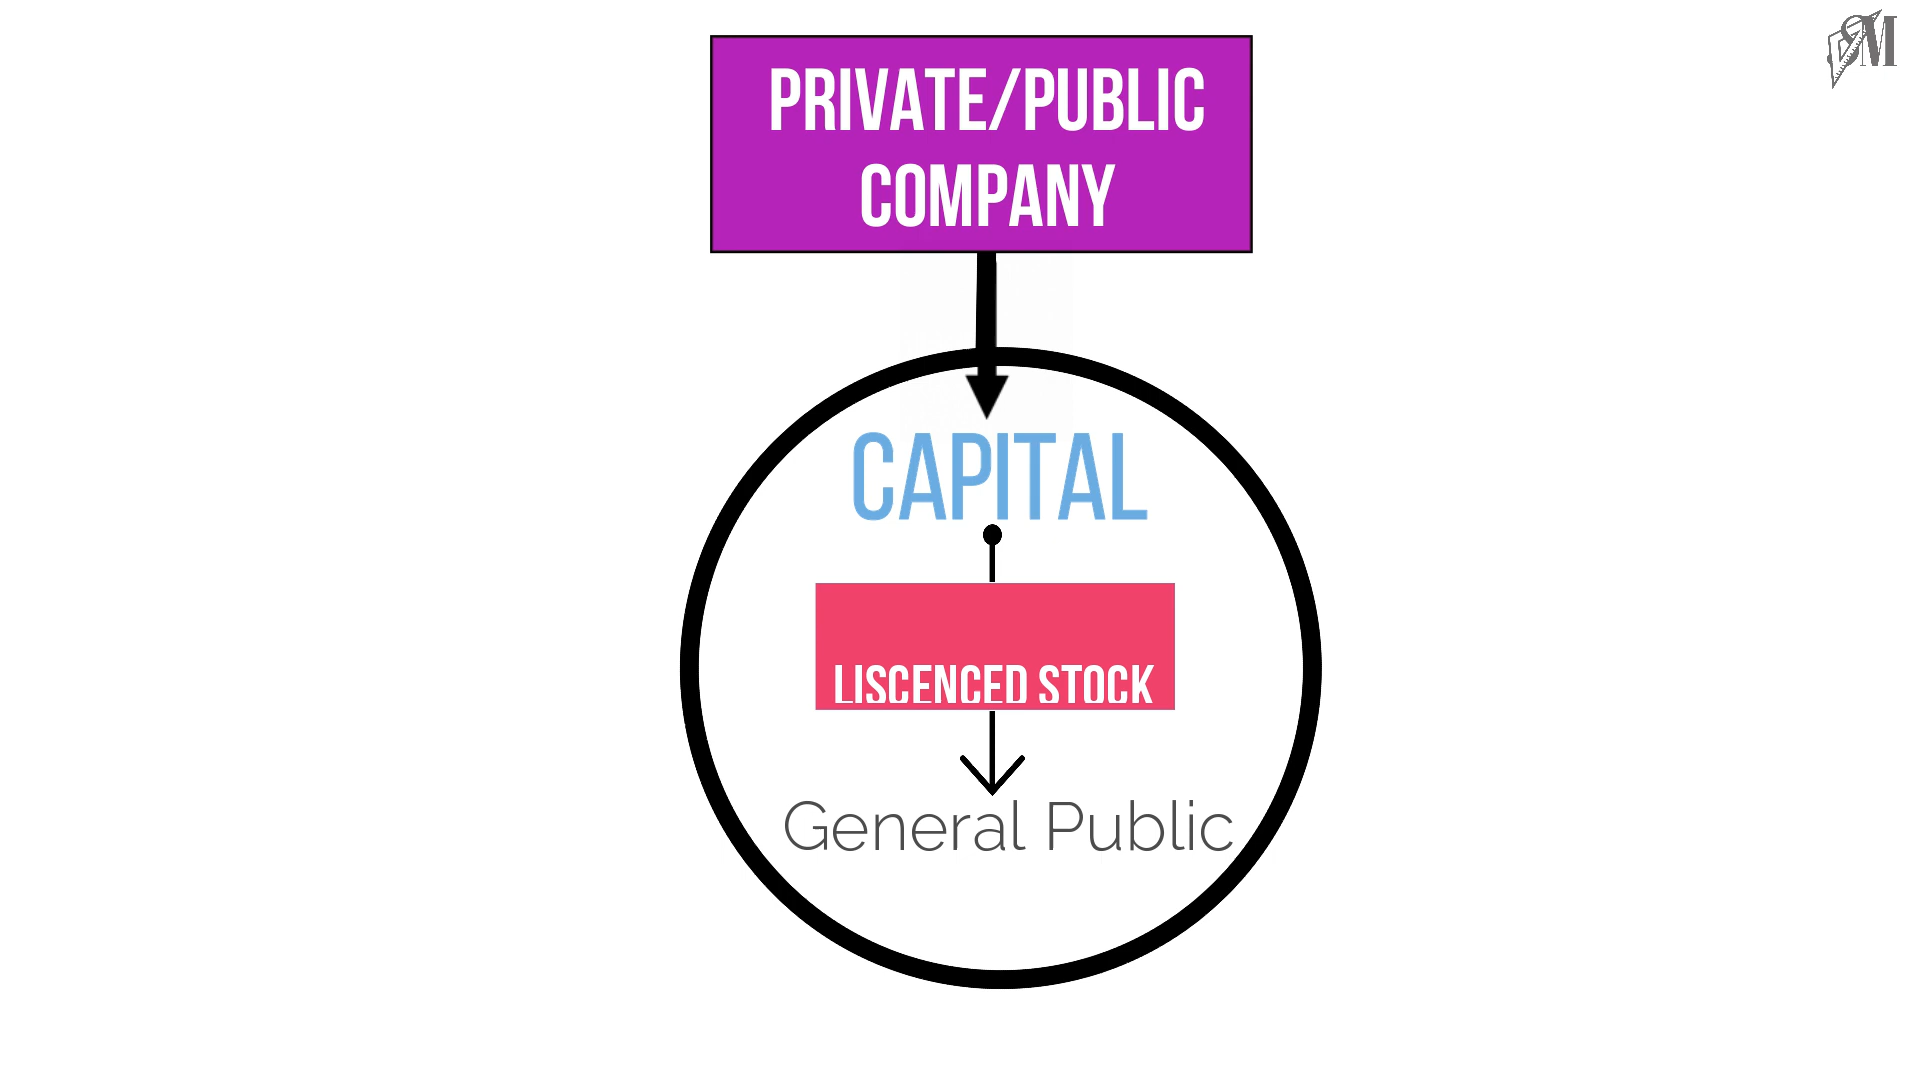 PRIVATE/PUBLIC
COMPANY
CAPITAL
LISCENCED STOCK
General Public